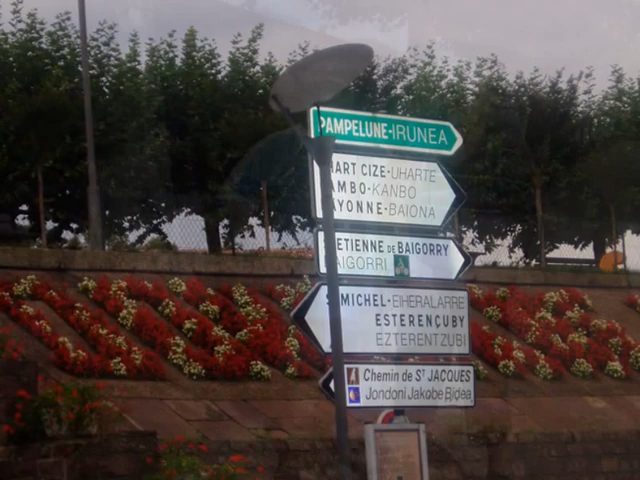 PAMPELUNE-IRUNEA
HART CIZE-UHARTE
AMBO-KANBO
AYONNE-BAIONA
ETIENNE DE BAIGORRY
AIGORRI
MICHEL-EIHERALARRE
ESTERENÇUBY
EZTERENTZUBI
Chemin de ST JACQUES
Jondoni Jakobe Bidea